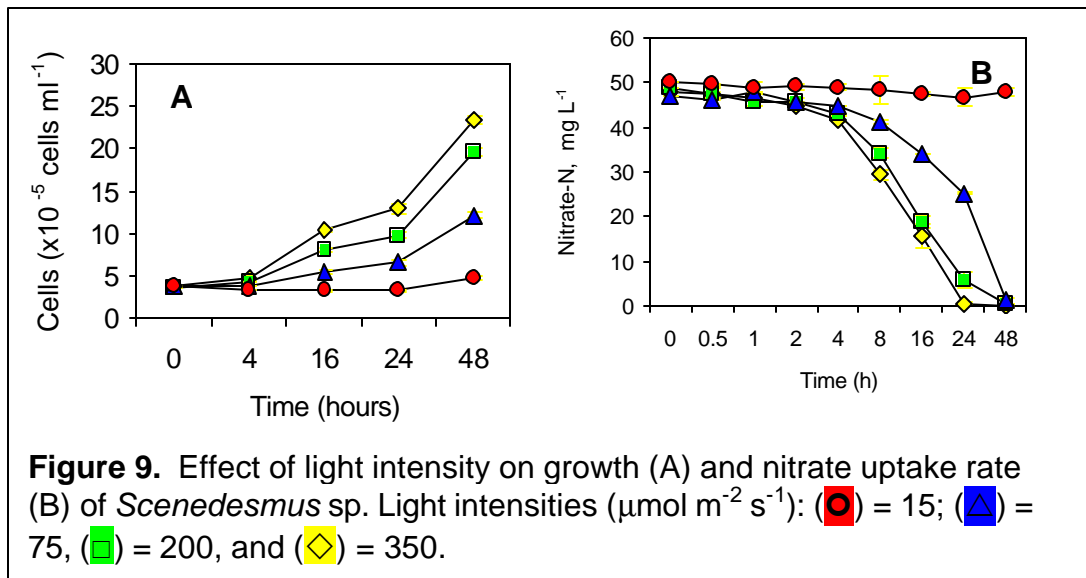 A
Cells (x10⁻⁵ cells ml⁻¹)
30
25
20
15
10
5
0
0 4 16 24 48
Time (hours)
B
Nitrate-N, mg L⁻¹
60
50
40
30
20
10
0
0 0.5 1 2 4 8 16 24 48
Time (h)
Figure 9. Effect of light intensity on growth (A) and nitrate uptake rate
(B) of Scenedesmus sp. Light intensities (μmol m⁻² s⁻¹): (○) = 15; (△) =
75, (□) = 200, and (◇) = 350.